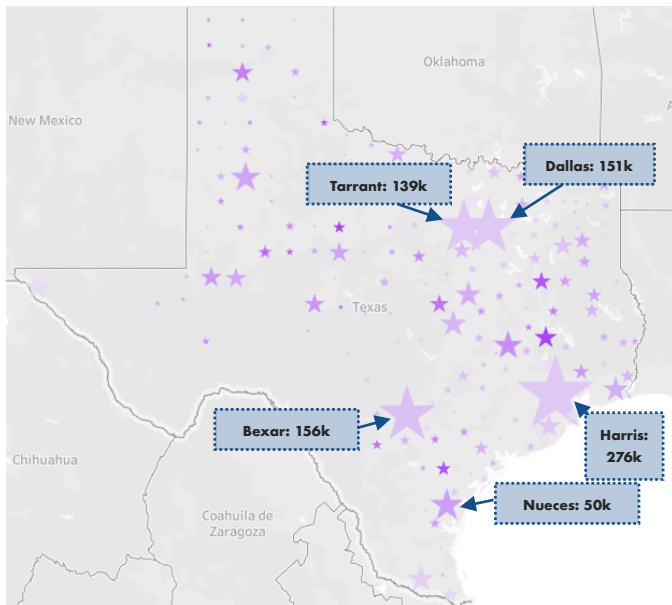 Oklahoma
New Mexico
A
Dallas: 151k
Tarrant: 139k
Texas
Bexar: 156k
Harris:
276k
Chihuahua
Nueces: 50k
Coahuila de
Zaragoza